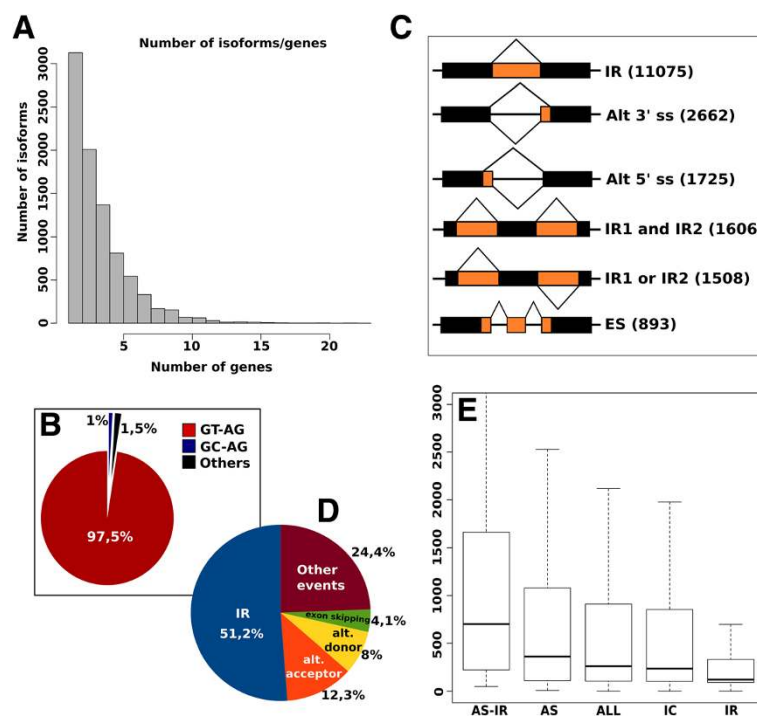 A
Number of isoforms/genes
Number of isoforms
0
500
1000
1500
2000
2500
3000
5
10
15
20
Number of genes
C
IR (11075)
Alt 3' ss (2662)
Alt 5' ss (1725)
IR1 and IR2 (1606
IR1 or IR2 (1508)
ES (893)
B
1%
1,5%
GT-AG
GC-AG
Others
97,5%
D
24,4%
Other
events
IR
51,2%
exon skipping
4,1%
alt.
donor
8%
alt.
acceptor
12,3%
E
0
500
1000
1500
2000
2500
3000
AS-IR
AS
ALL
IC
IR